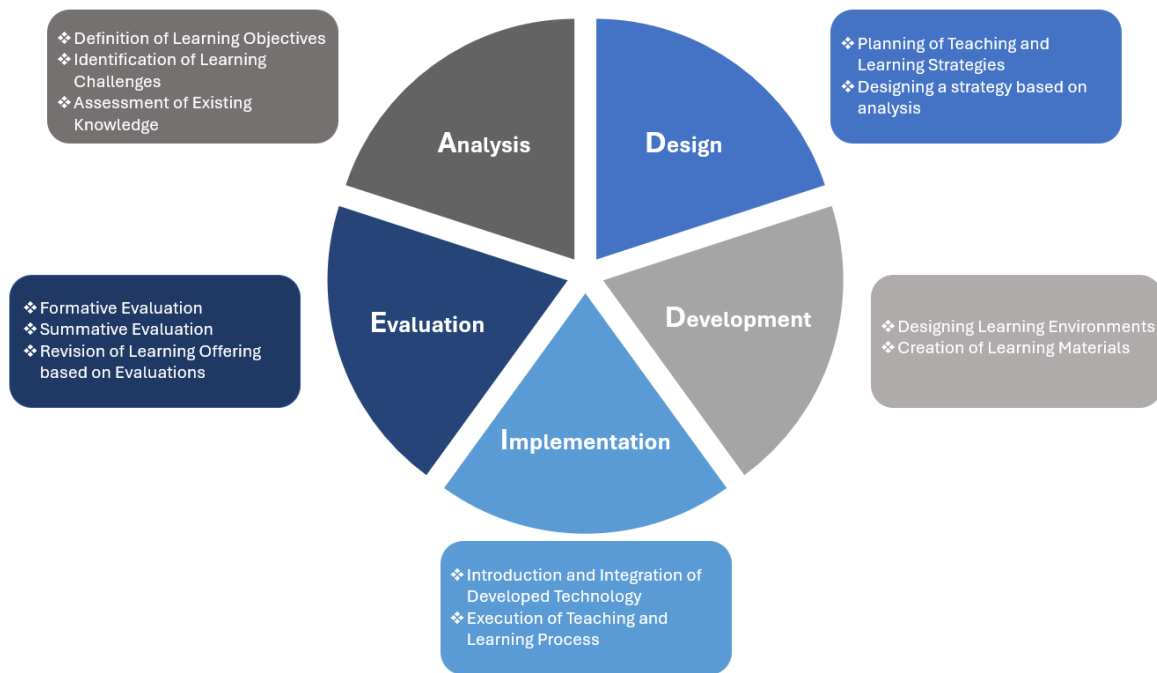 ❖Definition of Learning Objectives
❖Identification of Learning
Challenges
❖Assessment of Existing
Knowledge
Analysis
Design
❖Planning of Teaching and
Learning Strategies
❖Designing a strategy based on
analysis
Development
❖Designing Learning Environments
❖Creation of Learning Materials
Implementation
❖Introduction and Integration of
Developed Technology
❖Execution of Teaching and
Learning Process
Evaluation
❖Formative Evaluation
❖Summative Evaluation
❖Revision of Learning Offering
based on Evaluations